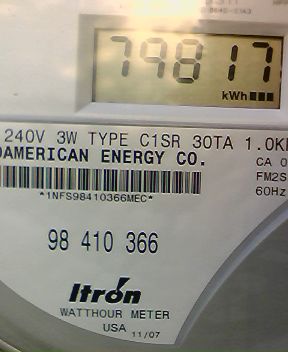 79817
kWh
240V 3W TYPE C1SR 30TA 1.0K
AMERICAN ENERGY CO.
CA 0
FM2S
60Hz
*1NFS98410366MEC*
98 410 366
Itron
WATTHOUR METER
USA 11/07